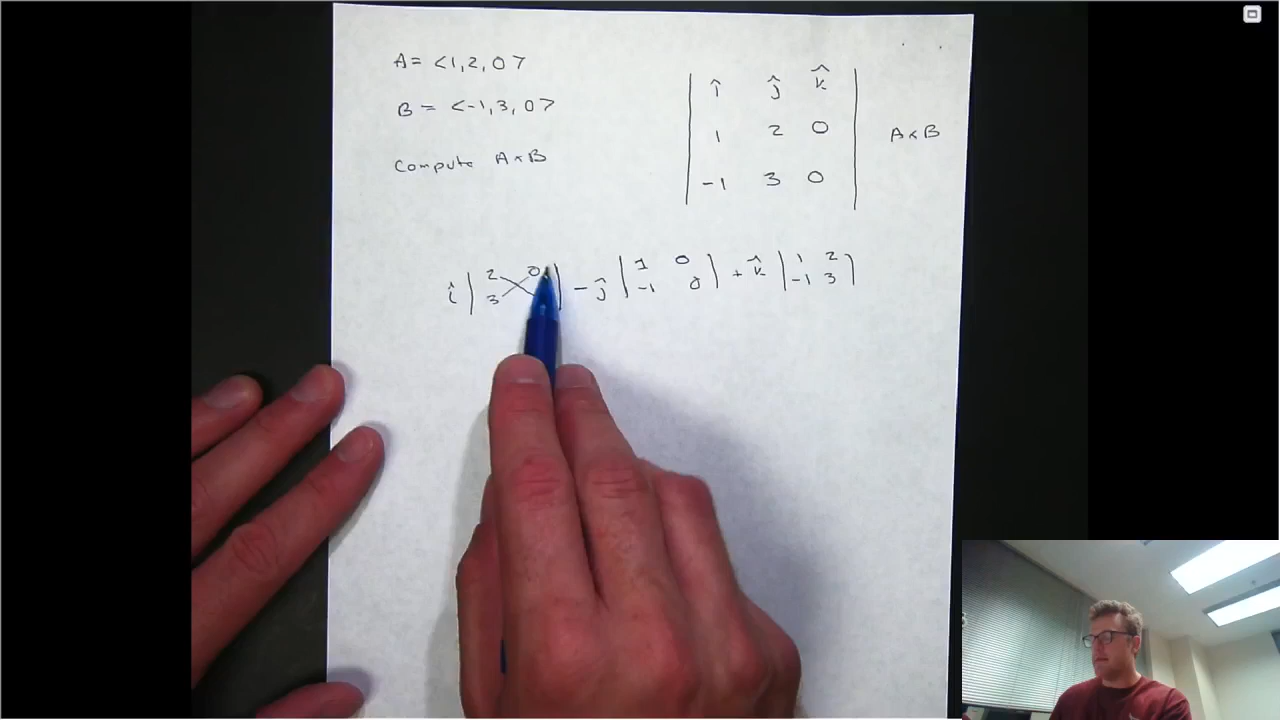 A = <1,2,0>
B = <-1,3,0>
Compute A×B
| î ĵ k̂ |
| 1 2 0 | A×B
| -1 3 0 |
î | 2 0 | - ĵ | 1 0 | + k̂ | 1 2 |
| 3 | | -1 0 | | -1 3 |